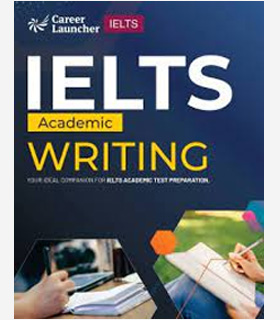 Career
Launcher
IELTS
IELTS
Academic
WRITING
YOUR IDEAL COMPANION FOR IELTS ACADEMIC TEST PREPARATION.